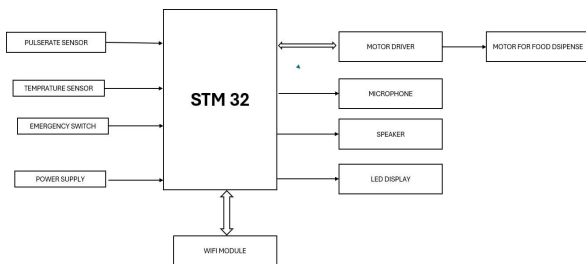 PULSERATE SENSOR
TEMPRATURE SENSOR
EMERGENCY SWITCH
POWER SUPPLY
STM 32
MOTOR DRIVER
MOTOR FOR FOOD DSIPENSE
MICROPHONE
SPEAKER
LED DISPLAY
WIFI MODULE